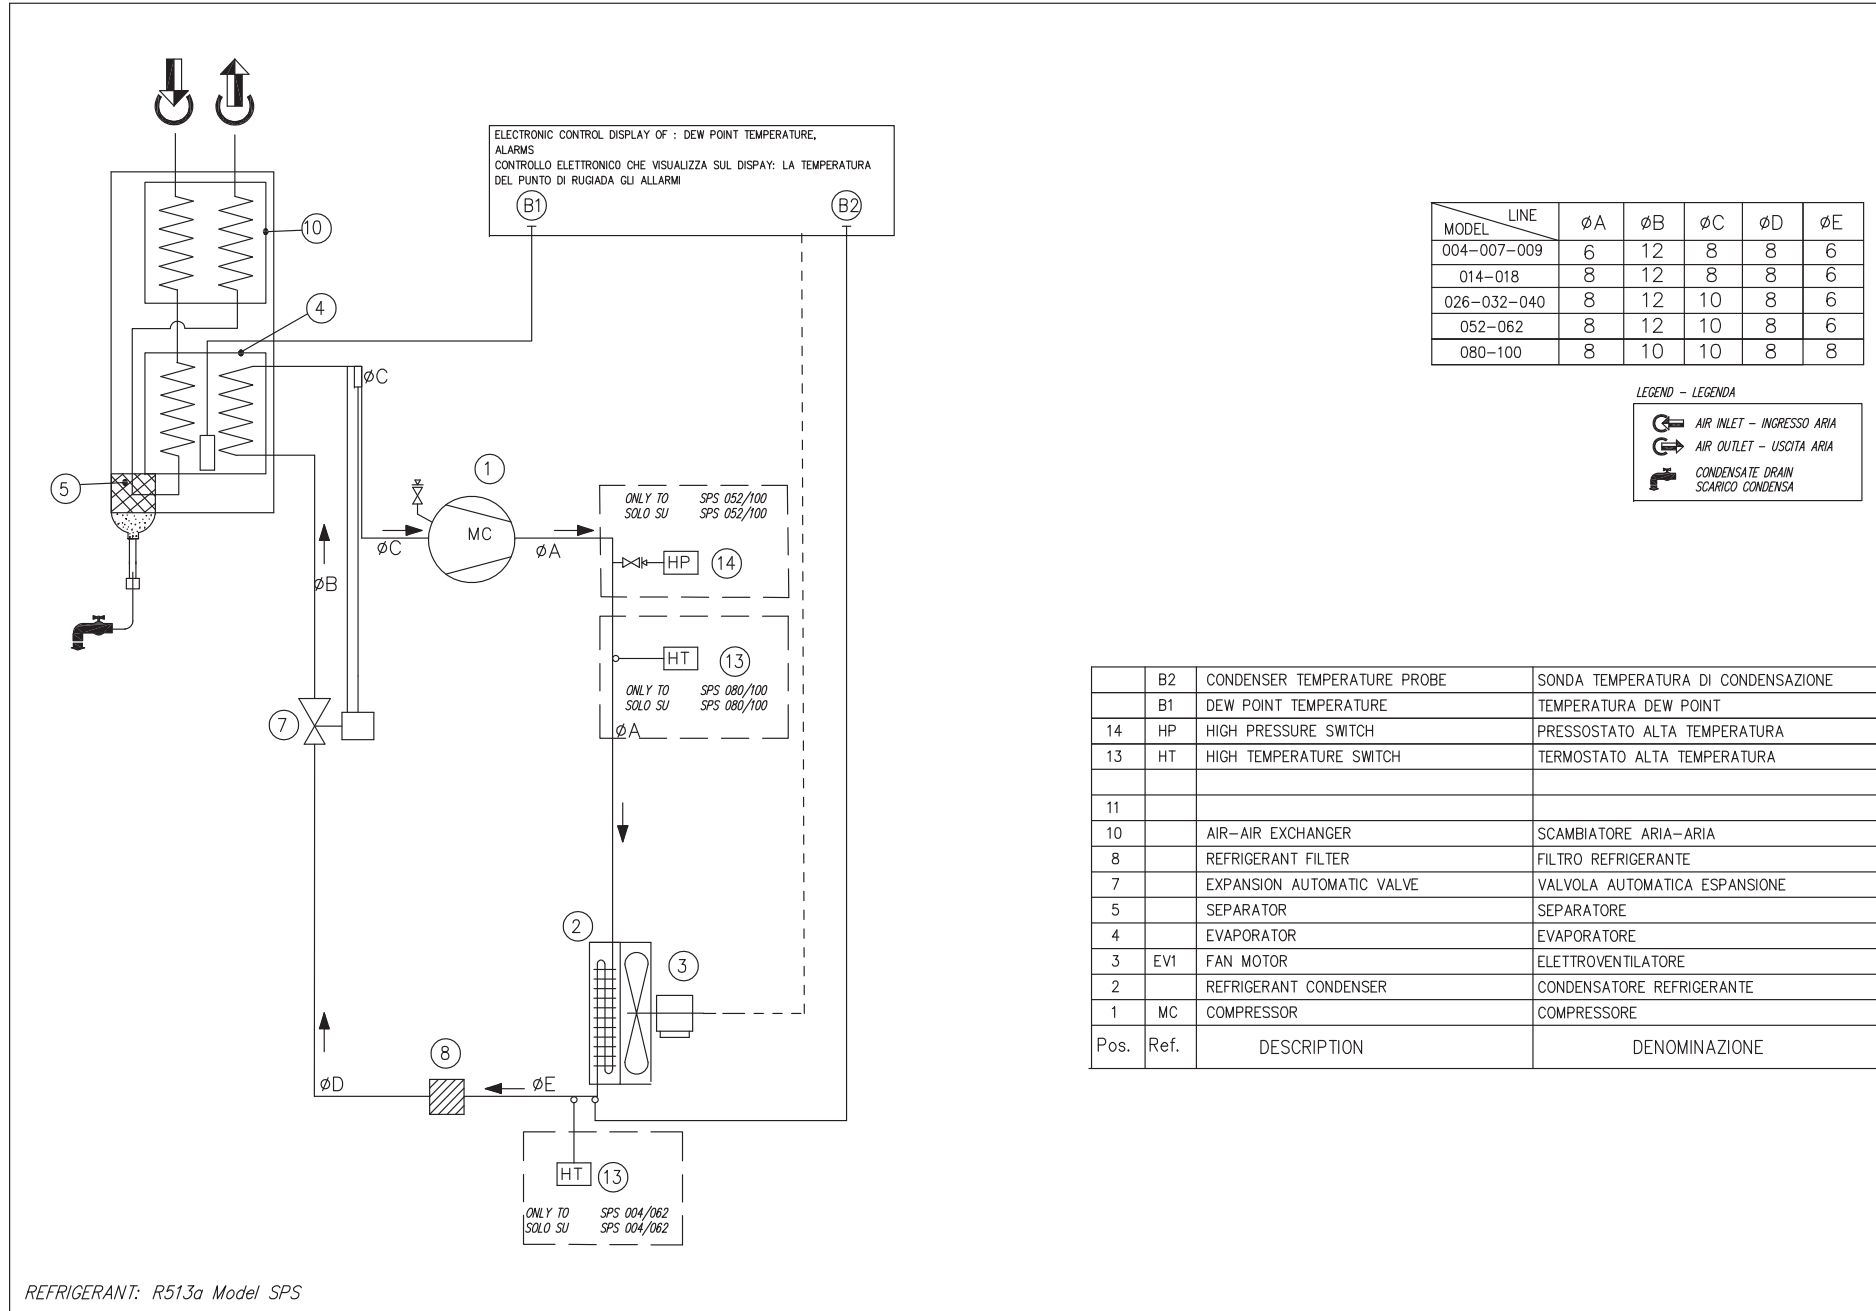 ELECTRONIC CONTROL DISPLAY OF : DEW POINT TEMPERATURE,
ALARMS
CONTROLLO ELETTRONICO CHE VISUALIZZA SUL DISPAY: LA TEMPERATURA
DEL PUNTO DI RUGIADA GLI ALLARMI
B1 B2
10
4
øC
5
1
MC
øC
øA
øB
ONLY TO SPS 052/100
SOLO SU SPS 052/100
HP 14
HT 13
ONLY TO SPS 080/100
SOLO SU SPS 080/100
øA
7
2
3
8
øD
øE
HT 13
ONLY TO SPS 004/062
SOLO SU SPS 004/062
REFRIGERANT: R513a Model SPS
LINE
MODEL øA øB øC øD øE
004-007-009 6 12 8 8 6
014-018 8 12 8 8 6
026-032-040 8 12 10 8 6
052-062 8 12 10 8 6
080-100 8 10 10 8 8
LEGEND - LEGENDA
AIR INLET - INGRESSO ARIA
AIR OUTLET - USCITA ARIA
CONDENSATE DRAIN
SCARICO CONDENSA
B2 CONDENSER TEMPERATURE PROBE SONDA TEMPERATURA DI CONDENSAZIONE
B1 DEW POINT TEMPERATURE TEMPERATURA DEW POINT
14 HP HIGH PRESSURE SWITCH PRESSOSTATO ALTA TEMPERATURA
13 HT HIGH TEMPERATURE SWITCH TERMOSTATO ALTA TEMPERATURA
11
10 AIR-AIR EXCHANGER SCAMBIATORE ARIA-ARIA
8 REFRIGERANT FILTER FILTRO REFRIGERANTE
7 EXPANSION AUTOMATIC VALVE VALVOLA AUTOMATICA ESPANSIONE
5 SEPARATOR SEPARATORE
4 EVAPORATOR EVAPORATORE
3 EV1 FAN MOTOR ELETTROVENTILATORE
2 REFRIGERANT CONDENSER CONDENSATORE REFRIGERANTE
1 MC COMPRESSOR COMPRESSORE
Pos. Ref. DESCRIPTION DENOMINAZIONE